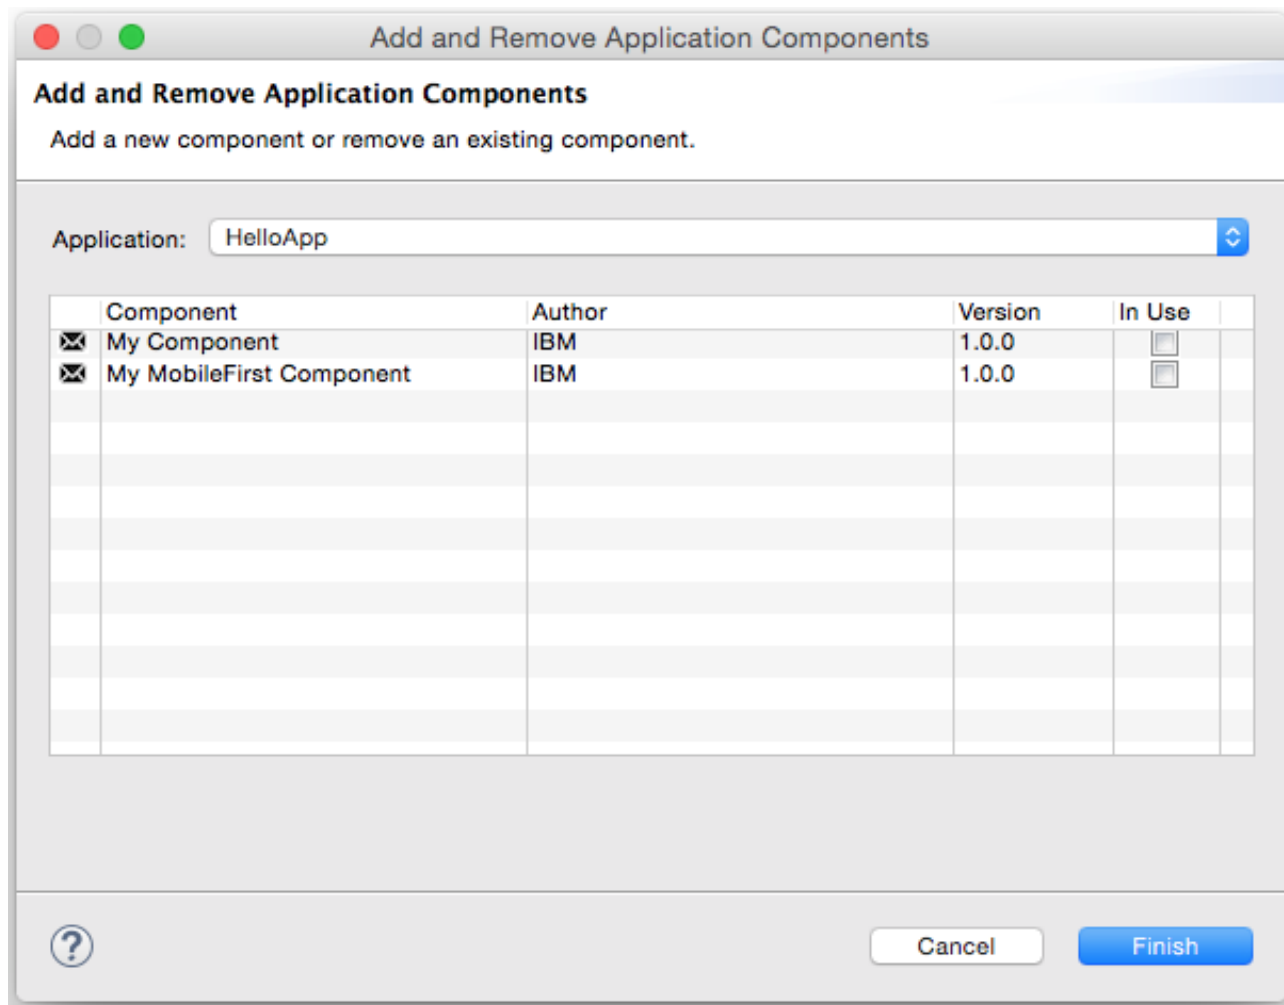 Add and Remove Application Components
Add and Remove Application Components
Add a new component or remove an existing component.
Application: HelloApp
Component Author Version In Use
My Component IBM 1.0.0
My MobileFirst Component IBM 1.0.0
? Cancel Finish